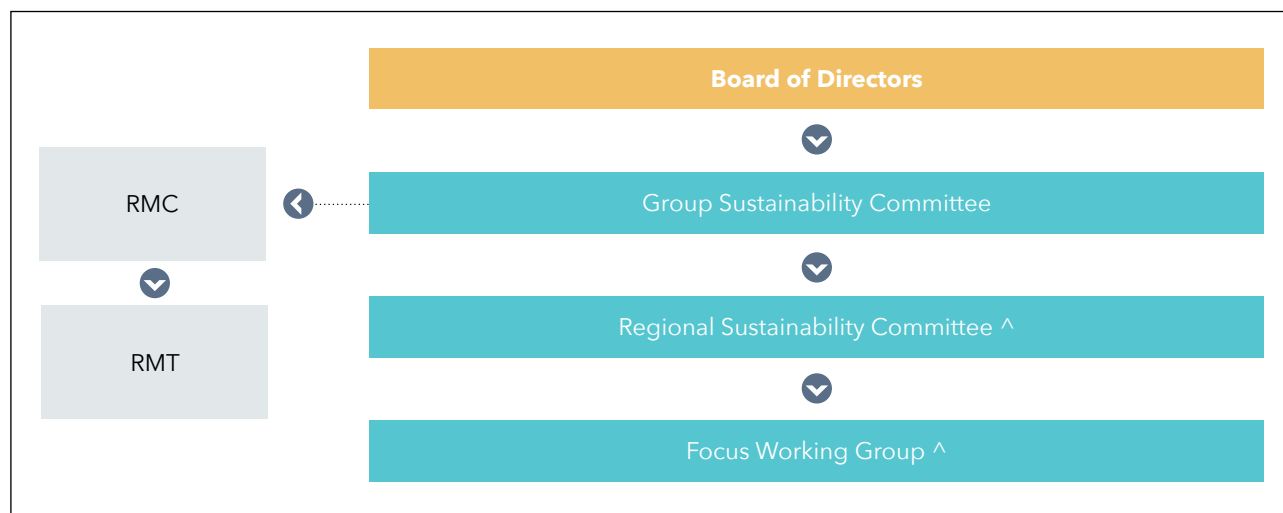 Board of Directors
RMC
Group Sustainability Committee
Regional Sustainability Committee ^
RMT
Focus Working Group ^